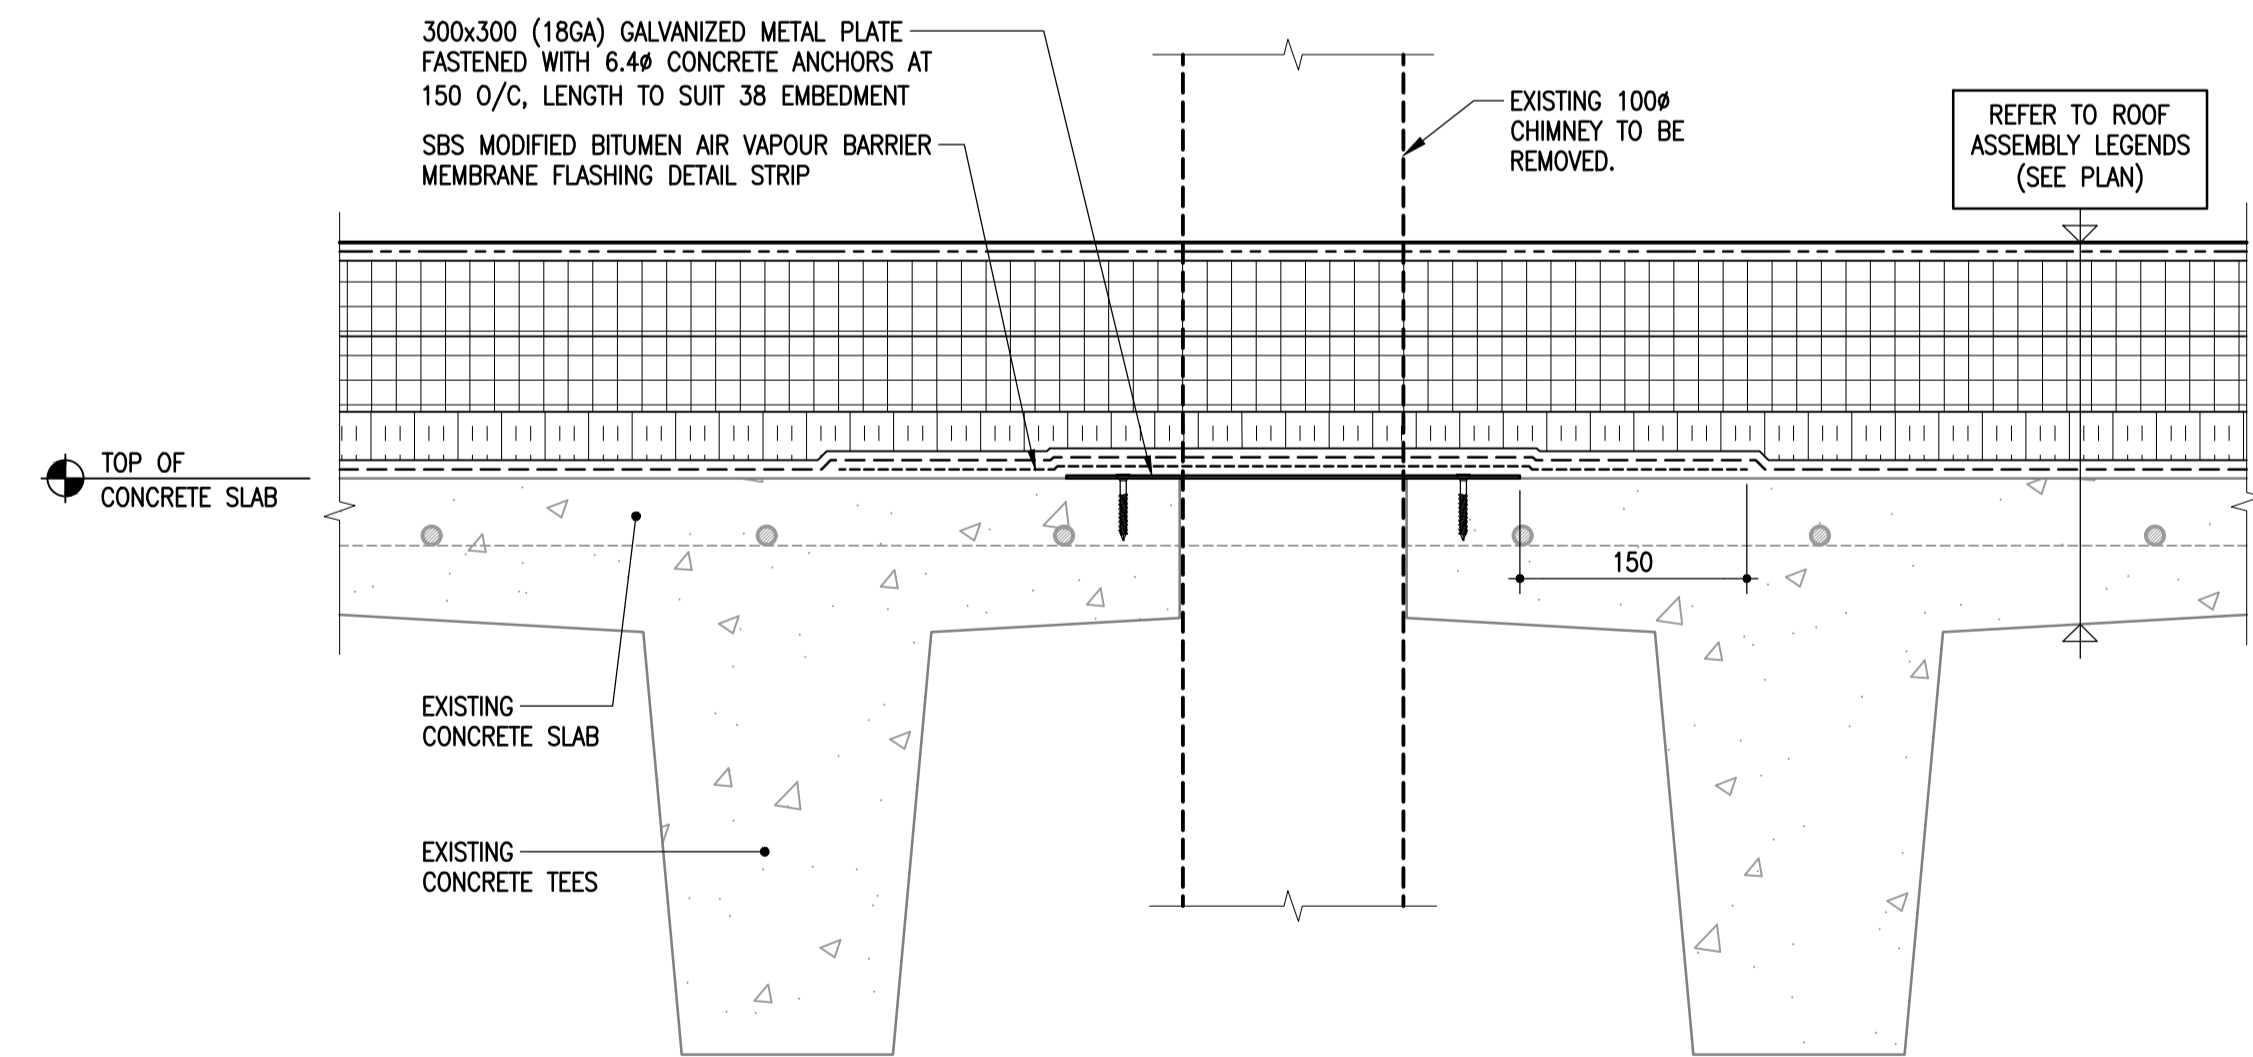 300x300 (18GA) GALVANIZED METAL PLATE
FASTENED WITH 6.4ø CONCRETE ANCHORS AT
150 O/C, LENGTH TO SUIT 38 EMBEDMENT
SBS MODIFIED BITUMEN AIR VAPOUR BARRIER
MEMBRANE FLASHING DETAIL STRIP
EXISTING 100ø
CHIMNEY TO BE
REMOVED.
REFER TO ROOF
ASSEMBLY LEGENDS
(SEE PLAN)
TOP OF
CONCRETE SLAB
150
EXISTING
CONCRETE SLAB
EXISTING
CONCRETE TEES